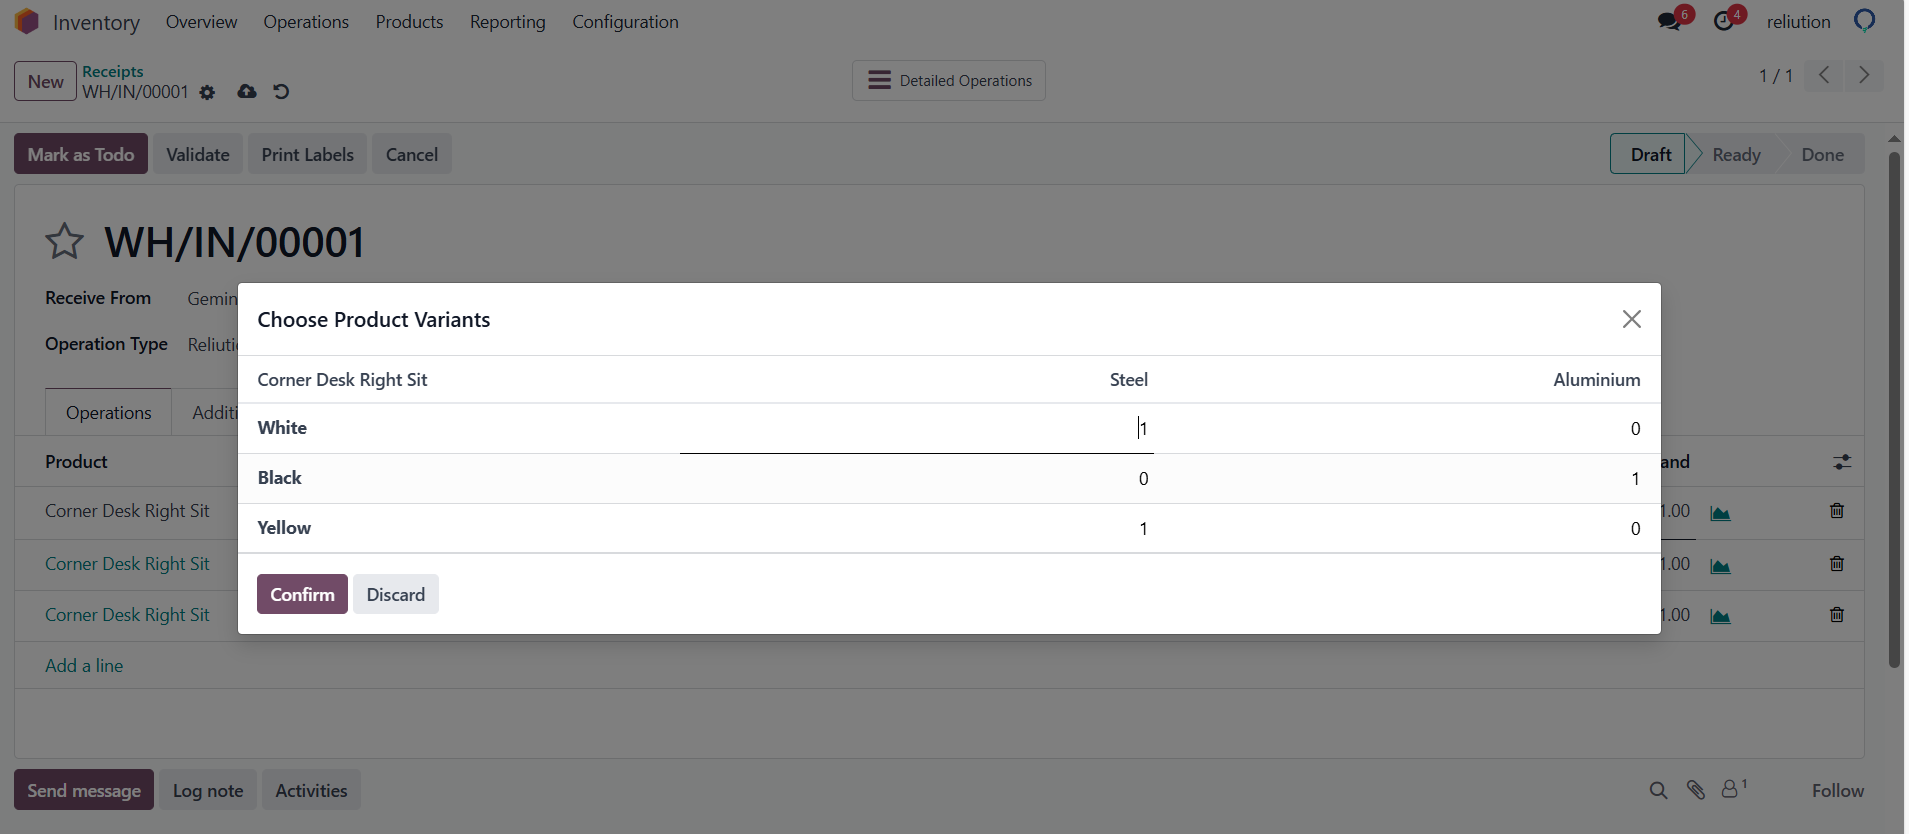 Inventory Overview Operations Products Reporting Configuration 6 4 reliution
New Receipts
WH/IN/00001
Detailed Operations
1 / 1
Mark as Todo Validate Print Labels Cancel Draft Ready Done
WH/IN/00001
Receive From Gemin
Operation Type Reliuti
Operations Additi
Choose Product Variants
Corner Desk Right Sit Steel Aluminium
White 1 0
Black 0 1
Yellow 1 0
Confirm Discard
Product and
Corner Desk Right Sit 1.00
Corner Desk Right Sit 1.00
Corner Desk Right Sit 1.00
Add a line
Send message Log note Activities 1 Follow